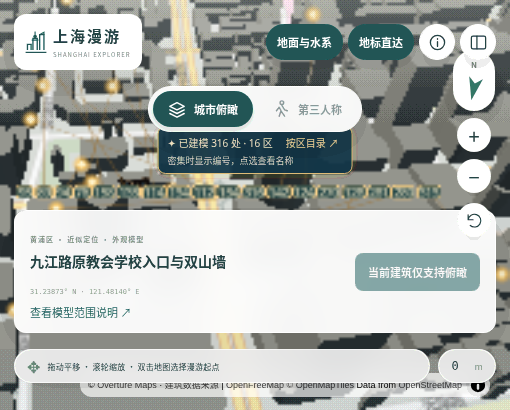 上海漫游
SHANGHAI EXPLORER
地面与水系
地标直达
N
城市俯瞰
第三人称
✦ 已建模 316 处 · 16 区 按区目录 ↗
密集时显示编号，点选查看名称
黄浦区 · 近似定位 · 外观模型
九江路原教会学校入口与双山墙
31.23873° N · 121.48140° E
查看模型范围说明 ↗
当前建筑仅支持俯瞰
拖动平移 · 滚轮缩放 · 双击地图选择漫游起点
0 m
© Overture Maps · 建筑数据来源 | OpenFreeMap © OpenMapTiles Data from OpenStreetMap